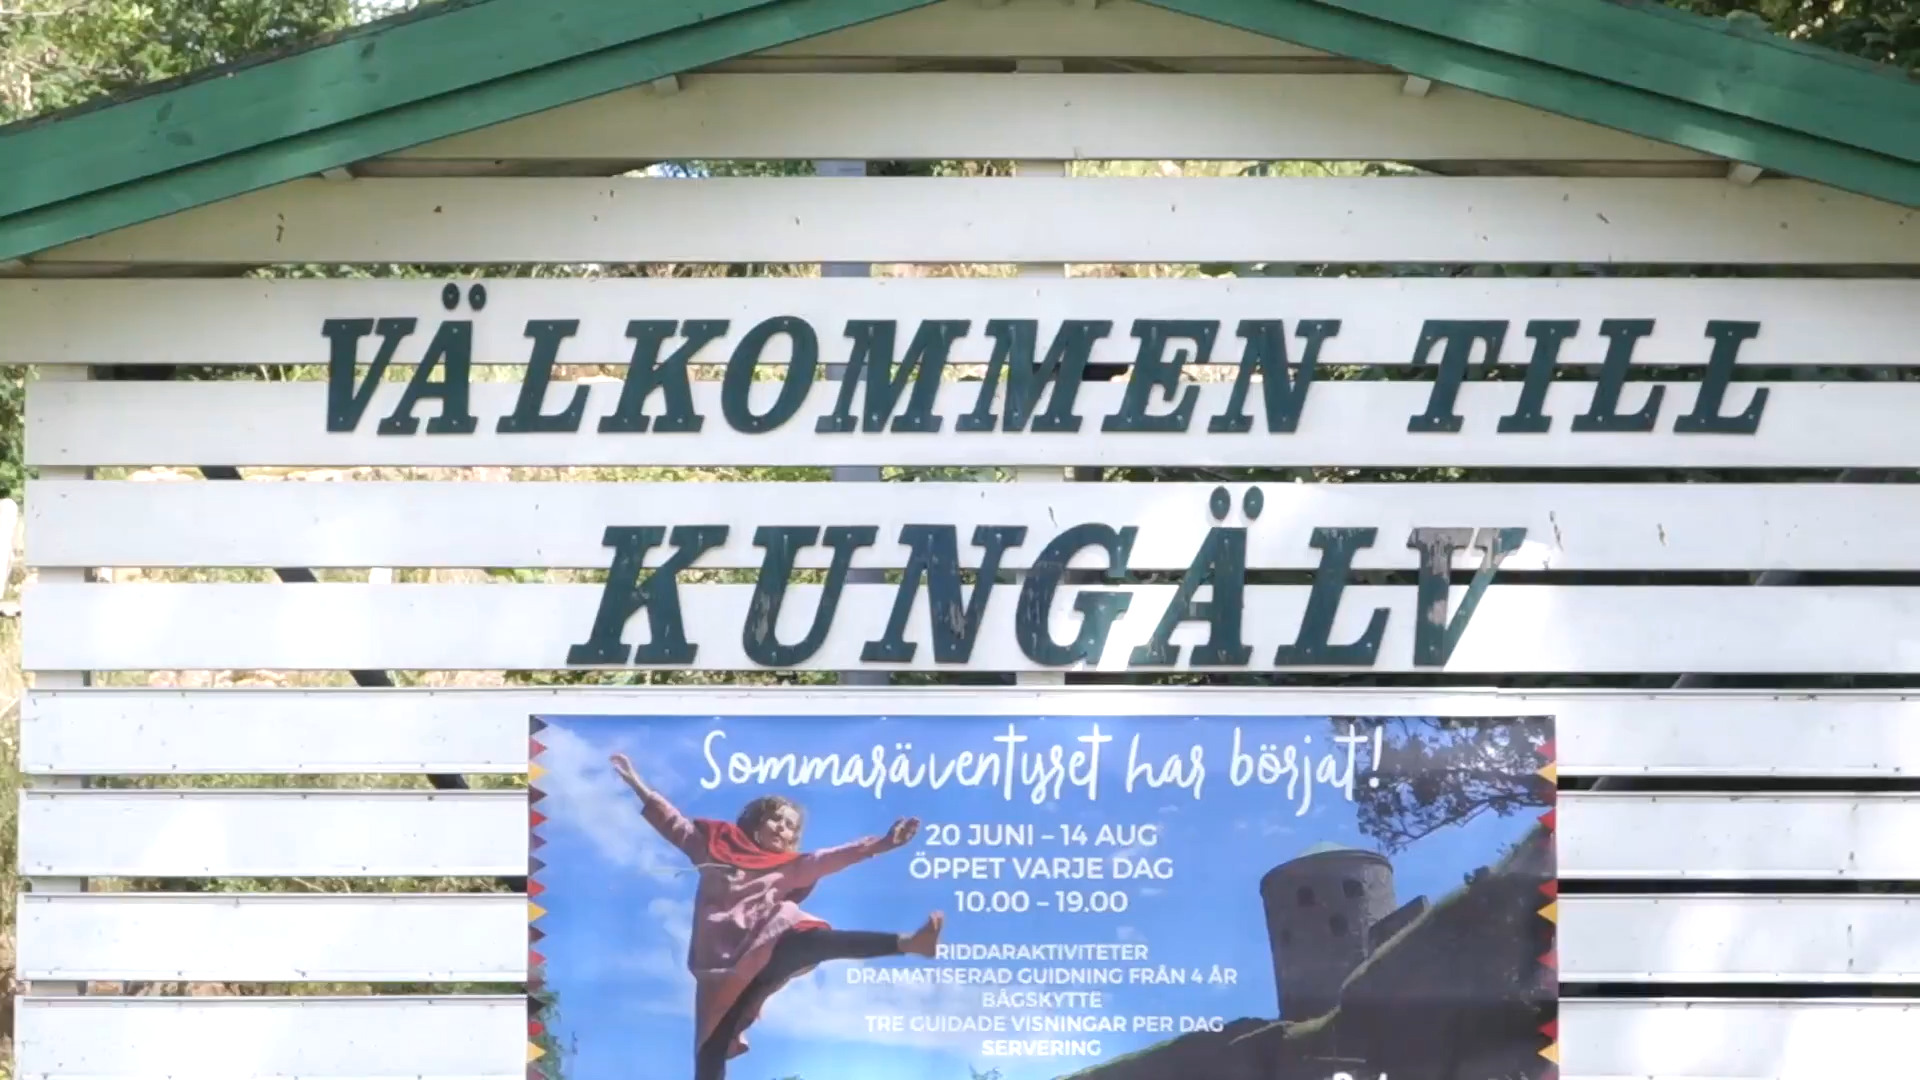 VÄLKOMMEN TILL
KUNGÄLV
Sommaräventyret har börjat!
20 JUNI – 14 AUG
ÖPPET VARJE DAG
10.00 – 19.00
RIDDARAKTIVITETER
DRAMATISERAD GUIDNING FRÅN 4 ÅR
BÅGSKYTTE
TRE GUIDADE VISNINGAR PER DAG
SERVERING